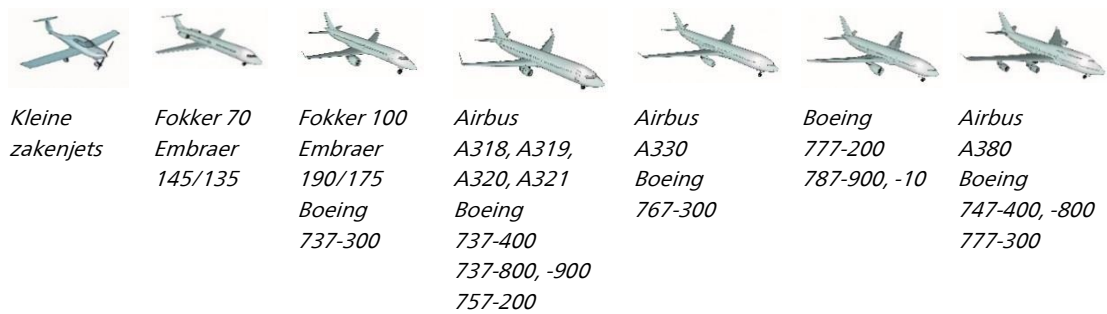 Kleine
zakenjets
Fokker 70
Embraer
145/135
Fokker 100
Embraer
190/175
Boeing
737-300
Airbus
A318, A319,
A320, A321
Boeing
737-400
737-800, -900
757-200
Airbus
A330
Boeing
767-300
Boeing
777-200
787-900, -10
Airbus
A380
Boeing
747-400, -800
777-300